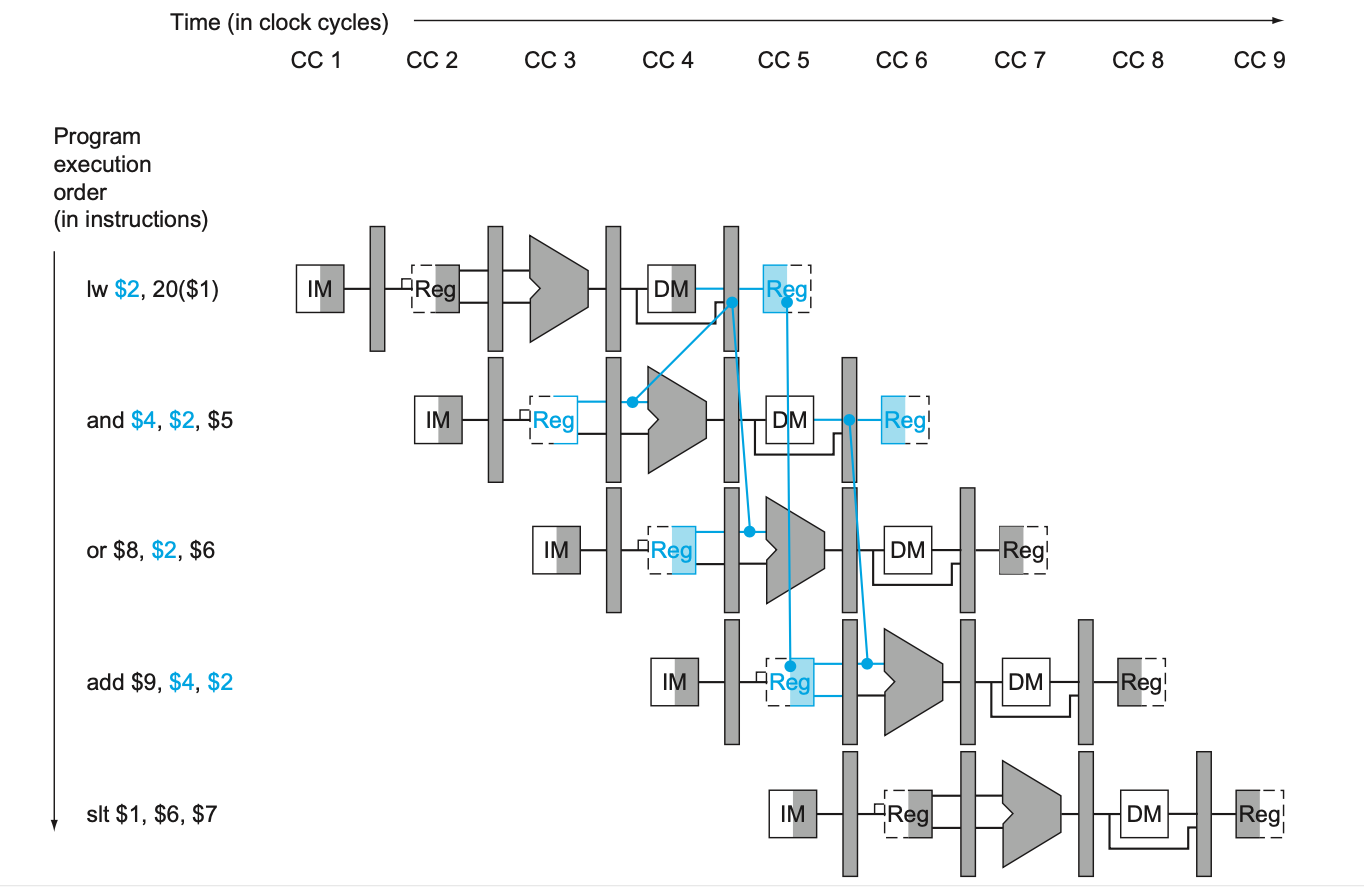 Time (in clock cycles)
CC 1 CC 2 CC 3 CC 4 CC 5 CC 6 CC 7 CC 8 CC 9
Program
execution
order
(in instructions)
lw $2, 20($1) IM Reg DM Reg
and $4, $2, $5 IM Reg DM Reg
or $8, $2, $6 IM Reg DM Reg
add $9, $4, $2 IM Reg DM Reg
slt $1, $6, $7 IM Reg DM Reg